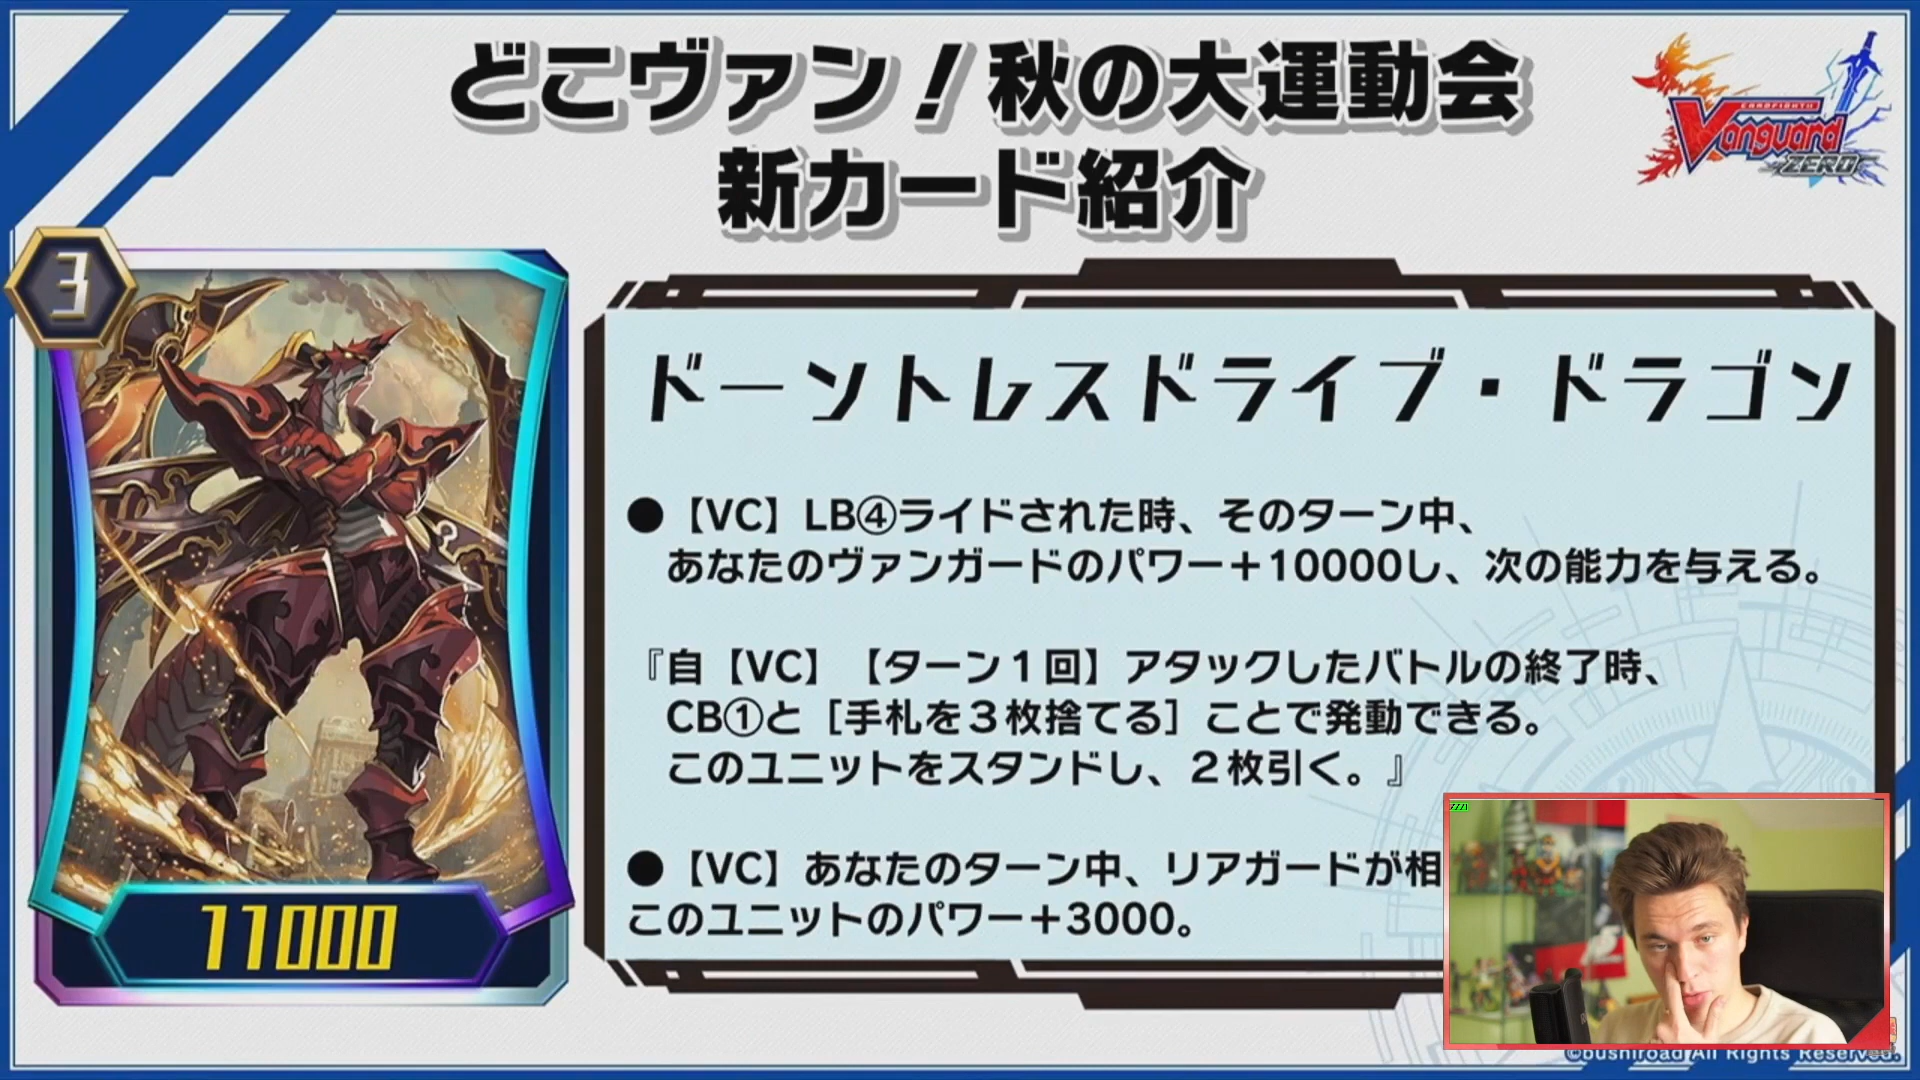 どこヴァン！秋の大運動会
新カード紹介
CARDFIGHT!!
Vanguard
ZERO
3
11000
ドーントレスドライブ・ドラゴン
●【VC】LB④ライドされた時、そのターン中、
あなたのヴァンガードのパワー＋10000し、次の能力を与える。
『自【VC】【ターン１回】アタックしたバトルの終了時、
CB①と［手札を３枚捨てる］ことで発動できる。
このユニットをスタンドし、２枚引く。』
●【VC】あなたのターン中、リアガードが相
このユニットのパワー＋3000。
©bushiroad All Rights Reserved.